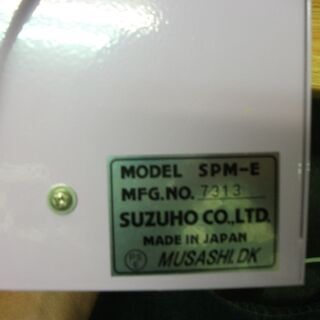 MODEL SPM-E
MFG.NO. 7313
SUZUHO CO.,LTD.
MADE IN JAPAN
MUSASHI.DK